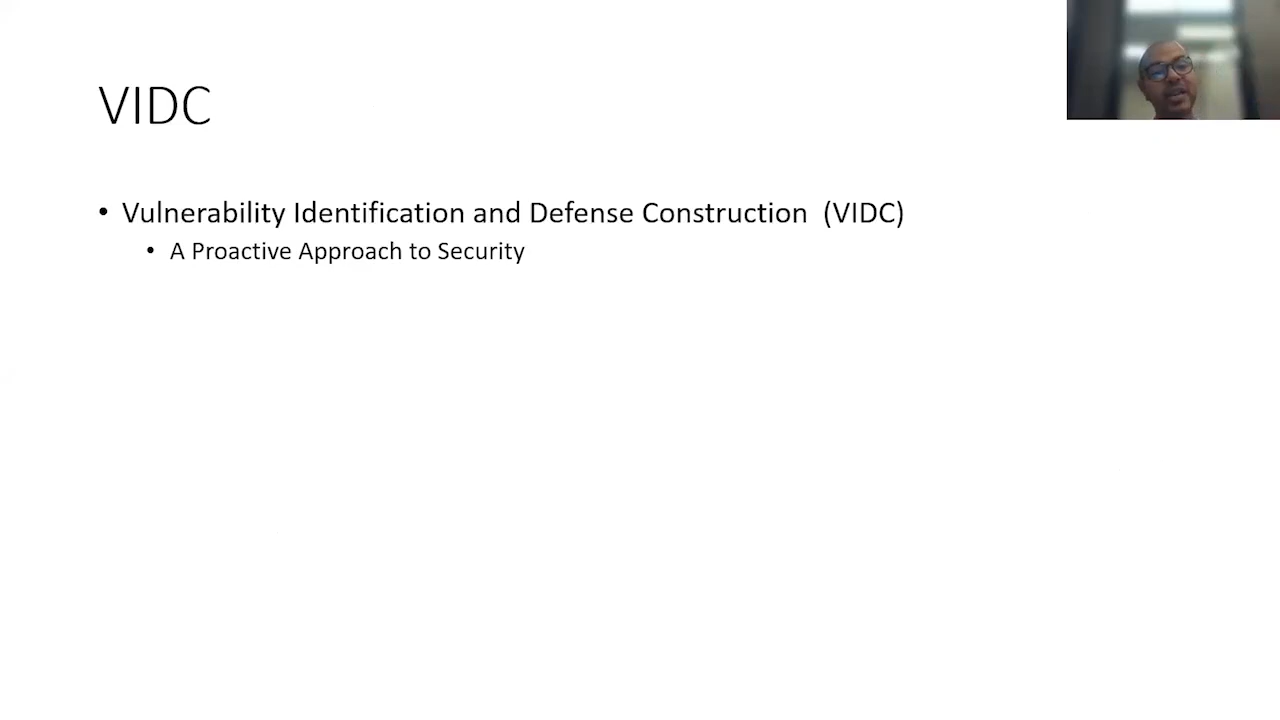 VIDC
• Vulnerability Identification and Defense Construction  (VIDC)
• A Proactive Approach to Security